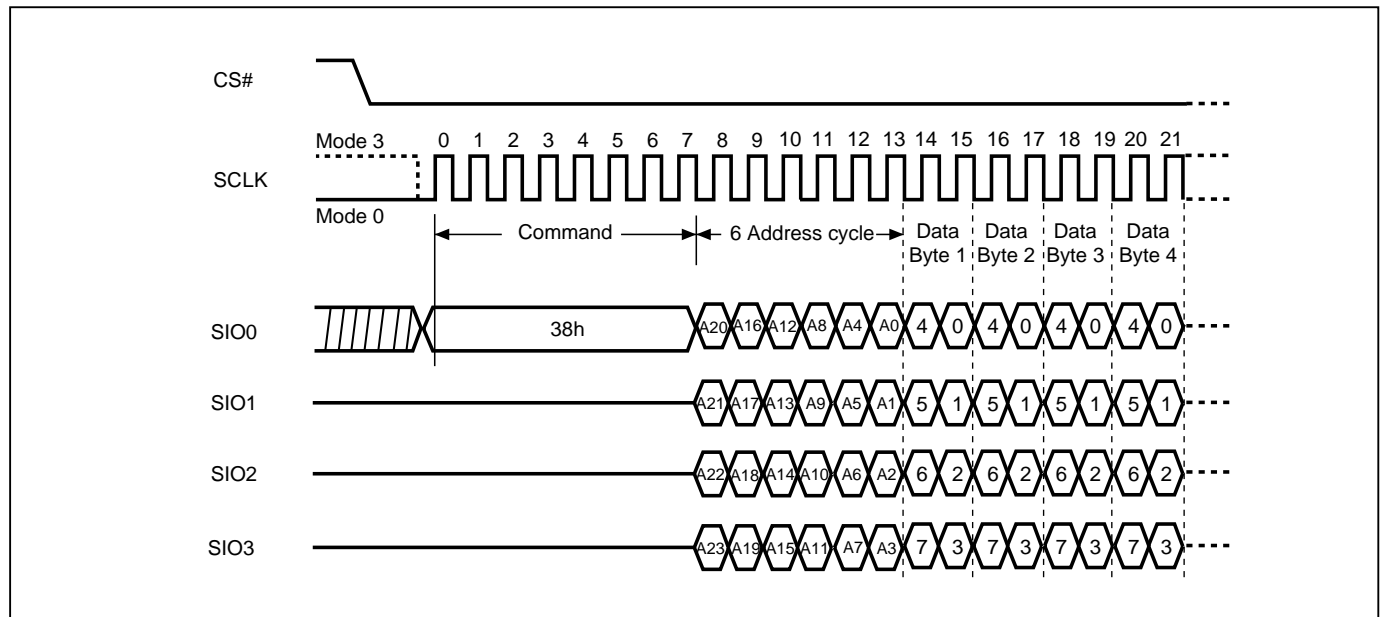 CS#
Mode 3
0 1 2 3 4 5 6 7 8 9 10 11 12 13 14 15 16 17 18 19 20 21
SCLK
Mode 0
Command
6 Address cycle
Data Byte 1
Data Byte 2
Data Byte 3
Data Byte 4
SIO0
38h
A20 A16 A12 A8 A4 A0 4 0 4 0 4 0 4 0
SIO1
A21 A17 A13 A9 A5 A1 5 1 5 1 5 1 5 1
SIO2
A22 A18 A14 A10 A6 A2 6 2 6 2 6 2 6 2
SIO3
A23 A19 A15 A11 A7 A3 7 3 7 3 7 3 7 3